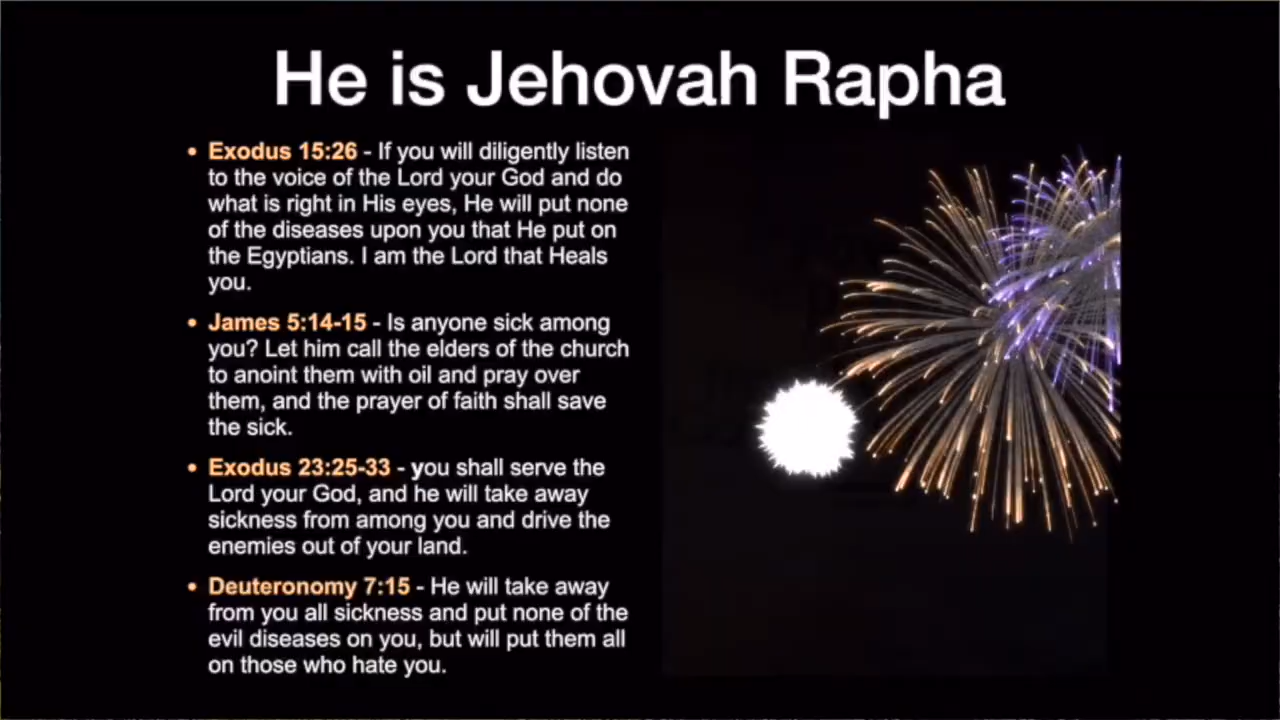 He is Jehovah Rapha
• Exodus 15:26 - If you will diligently listen
to the voice of the Lord your God and do
what is right in His eyes, He will put none
of the diseases upon you that He put on
the Egyptians. I am the Lord that Heals
you.
• James 5:14-15 - Is anyone sick among
you? Let him call the elders of the church
to anoint them with oil and pray over
them, and the prayer of faith shall save
the sick.
• Exodus 23:25-33 - you shall serve the
Lord your God, and he will take away
sickness from among you and drive the
enemies out of your land.
• Deuteronomy 7:15 - He will take away
from you all sickness and put none of the
evil diseases on you, but will put them all
on those who hate you.